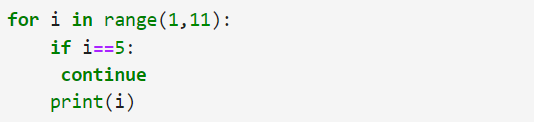 for i in range(1,11):
    if i==5:
     continue
    print(i)